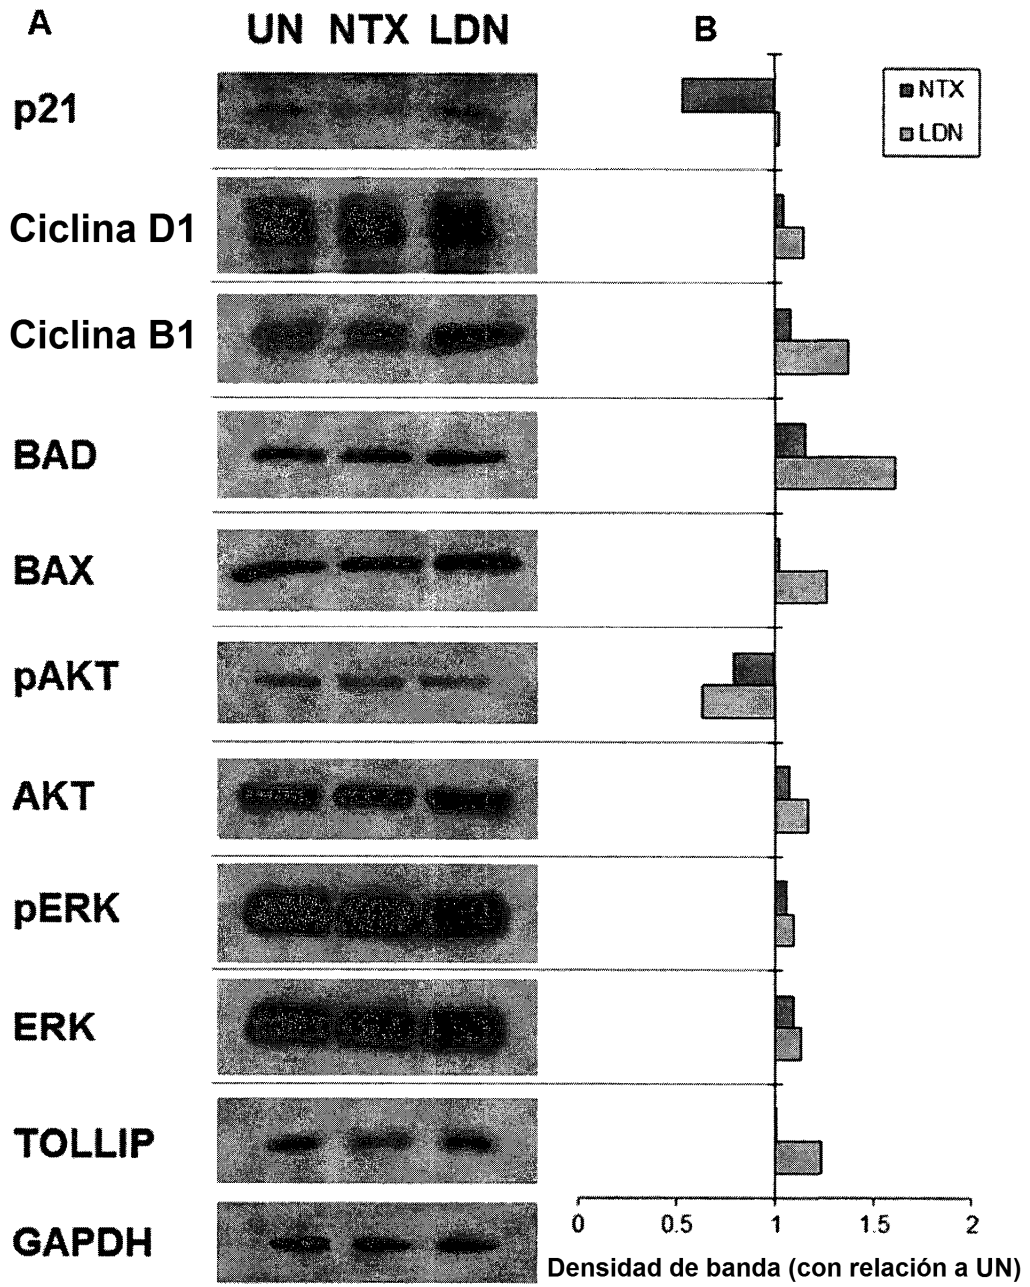 A
UN NTX LDN
B
NTX
LDN
p21
Ciclina D1
Ciclina B1
BAD
BAX
pAKT
AKT
pERK
ERK
TOLLIP
GAPDH
0 0.5 1 1.5 2
Densidad de banda (con relación a UN)